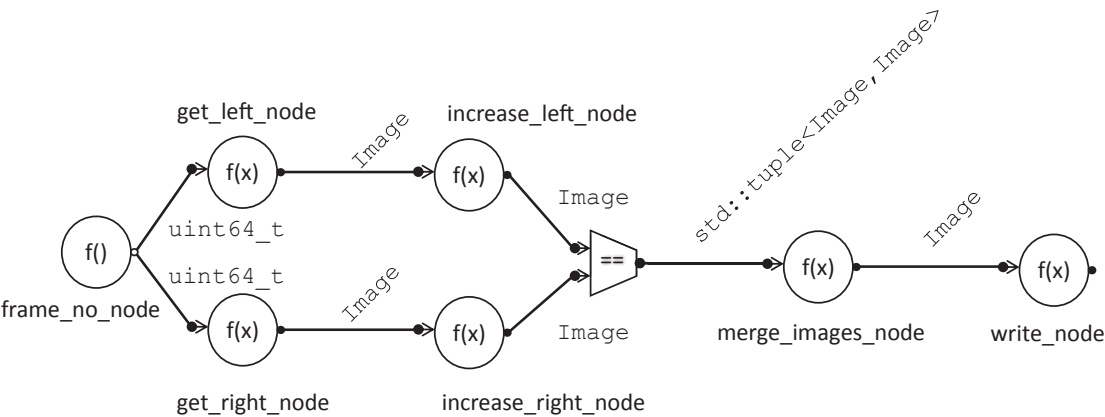 std::tuple<Image,Image>
get_left_node
Image
increase_left_node
f(x)
f(x)
Image
Image
uint64_t
f()
==
f(x)
f(x)
uint64_t
frame_no_node
Image
f(x)
f(x)
Image
merge_images_node
write_node
get_right_node
increase_right_node